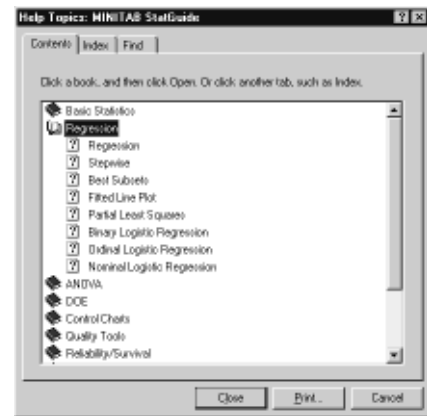 Help Topics: MINITAB StatGuide
Contents Index Find
Click a book, and then click Open. Or click another tab, such as Index.
Basic Statistics
Regression
Regression
Stepwise
Best Subsets
Fitted Line Plot
Partial Least Squares
Binary Logistic Regression
Ordinal Logistic Regression
Nominal Logistic Regression
ANOVA
DOE
Control Charts
Quality Tools
Reliability/Survival
Close Print... Cancel